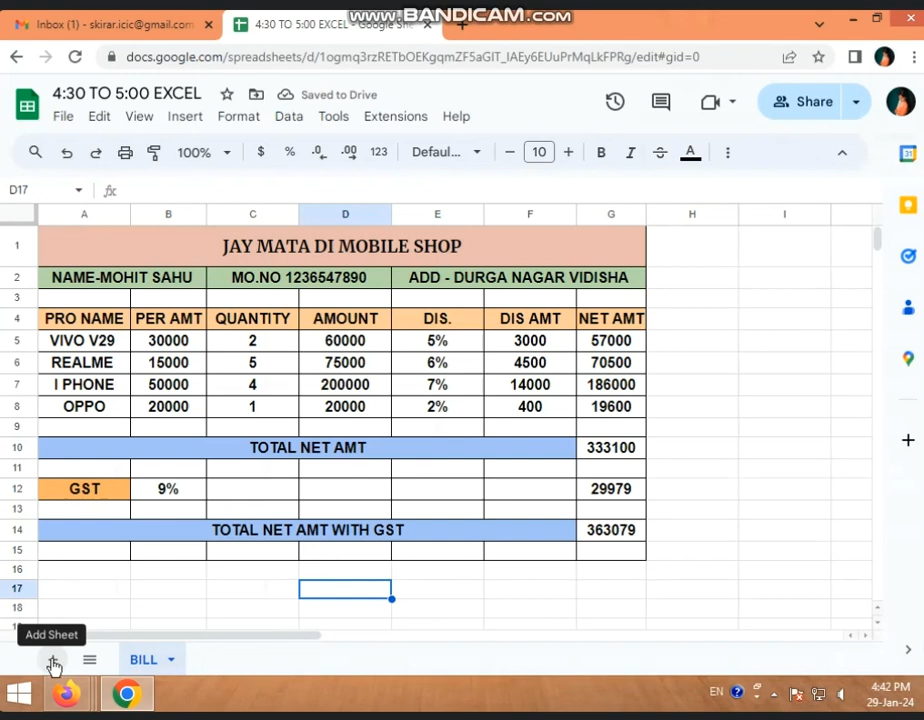 www.BANDICAM.com
Inbox (1) - skirar.icic@gmail.com
4:30 TO 5:00 EXCEL - Google She
docs.google.com/spreadsheets/d/1ogmq3rzRETbOEKgqmZF5aGIT_IAEy6EUuPrMqLkFPRg/edit#gid=0
4:30 TO 5:00 EXCEL
Saved to Drive
Share
File Edit View Insert Format Data Tools Extensions Help
100% $ % .0 .00 123 Defaul... - 10 + B I S A
D17 fx
A B C D E F G H I
1 JAY MATA DI MOBILE SHOP
2 NAME-MOHIT SAHU MO.NO 1236547890 ADD - DURGA NAGAR VIDISHA
3
4 PRO NAME PER AMT QUANTITY AMOUNT DIS. DIS AMT NET AMT
5 VIVO V29 30000 2 60000 5% 3000 57000
6 REALME 15000 5 75000 6% 4500 70500
7 I PHONE 50000 4 200000 7% 14000 186000
8 OPPO 20000 1 20000 2% 400 19600
9
10 TOTAL NET AMT 333100
11
12 GST 9% 29979
13
14 TOTAL NET AMT WITH GST 363079
15
16
17
18
Add Sheet
BILL
EN
4:42 PM
29-Jan-24